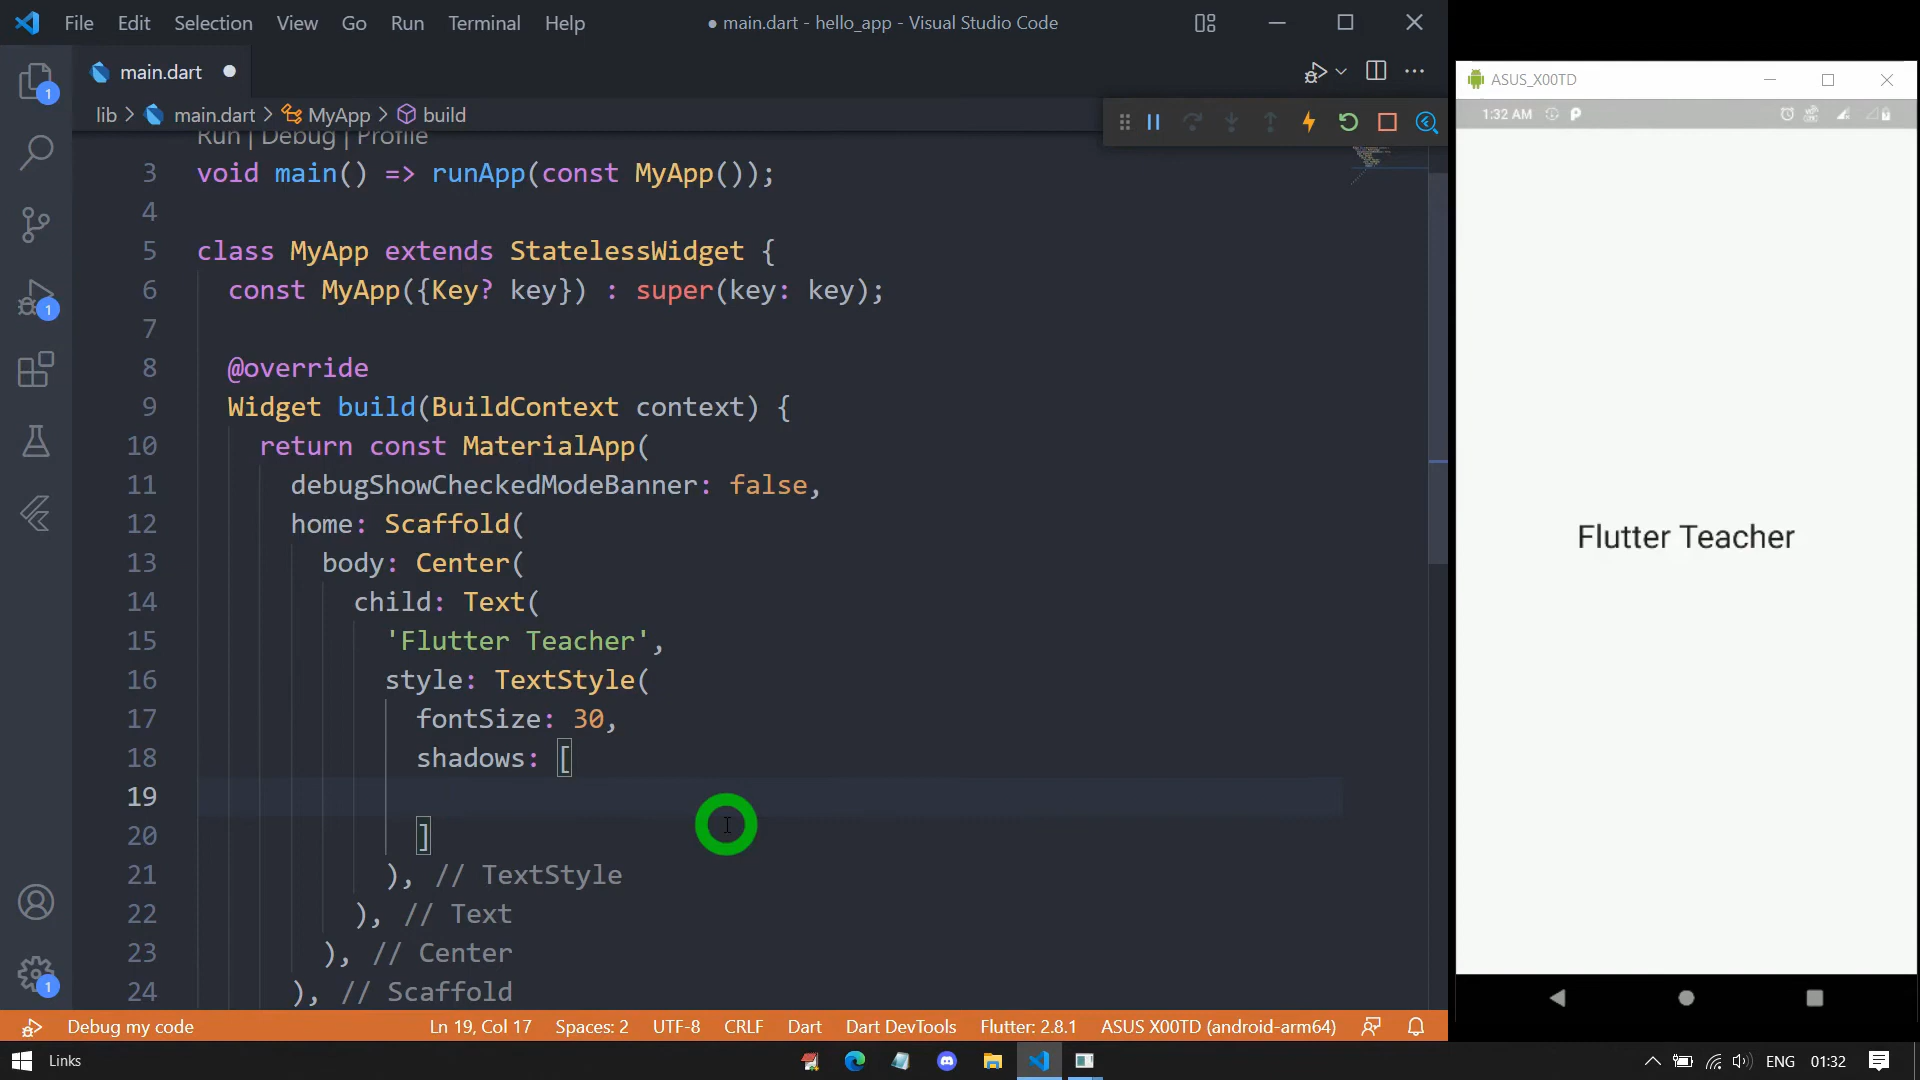 File Edit Selection View Go Run Terminal Help
● main.dart - hello_app - Visual Studio Code
main.dart
lib > main.dart > MyApp > build
Run | Debug | Profile
3 void main() => runApp(const MyApp());
4
5 class MyApp extends StatelessWidget {
6 const MyApp({Key? key}) : super(key: key);
7
8 @override
9 Widget build(BuildContext context) {
10 return const MaterialApp(
11 debugShowCheckedModeBanner: false,
12 home: Scaffold(
13 body: Center(
14 child: Text(
15 'Flutter Teacher',
16 style: TextStyle(
17 fontSize: 30,
18 shadows: [
19
20 ]
21 ), // TextStyle
22 ), // Text
23 ), // Center
24 ), // Scaffold
1
1
1
Debug my code Ln 19, Col 17 Spaces: 2 UTF-8 CRLF Dart Dart DevTools Flutter: 2.8.1 ASUS X00TD (android-arm64)
ASUS_X00TD
1:32 AM
Flutter Teacher
Links ENG 01:32